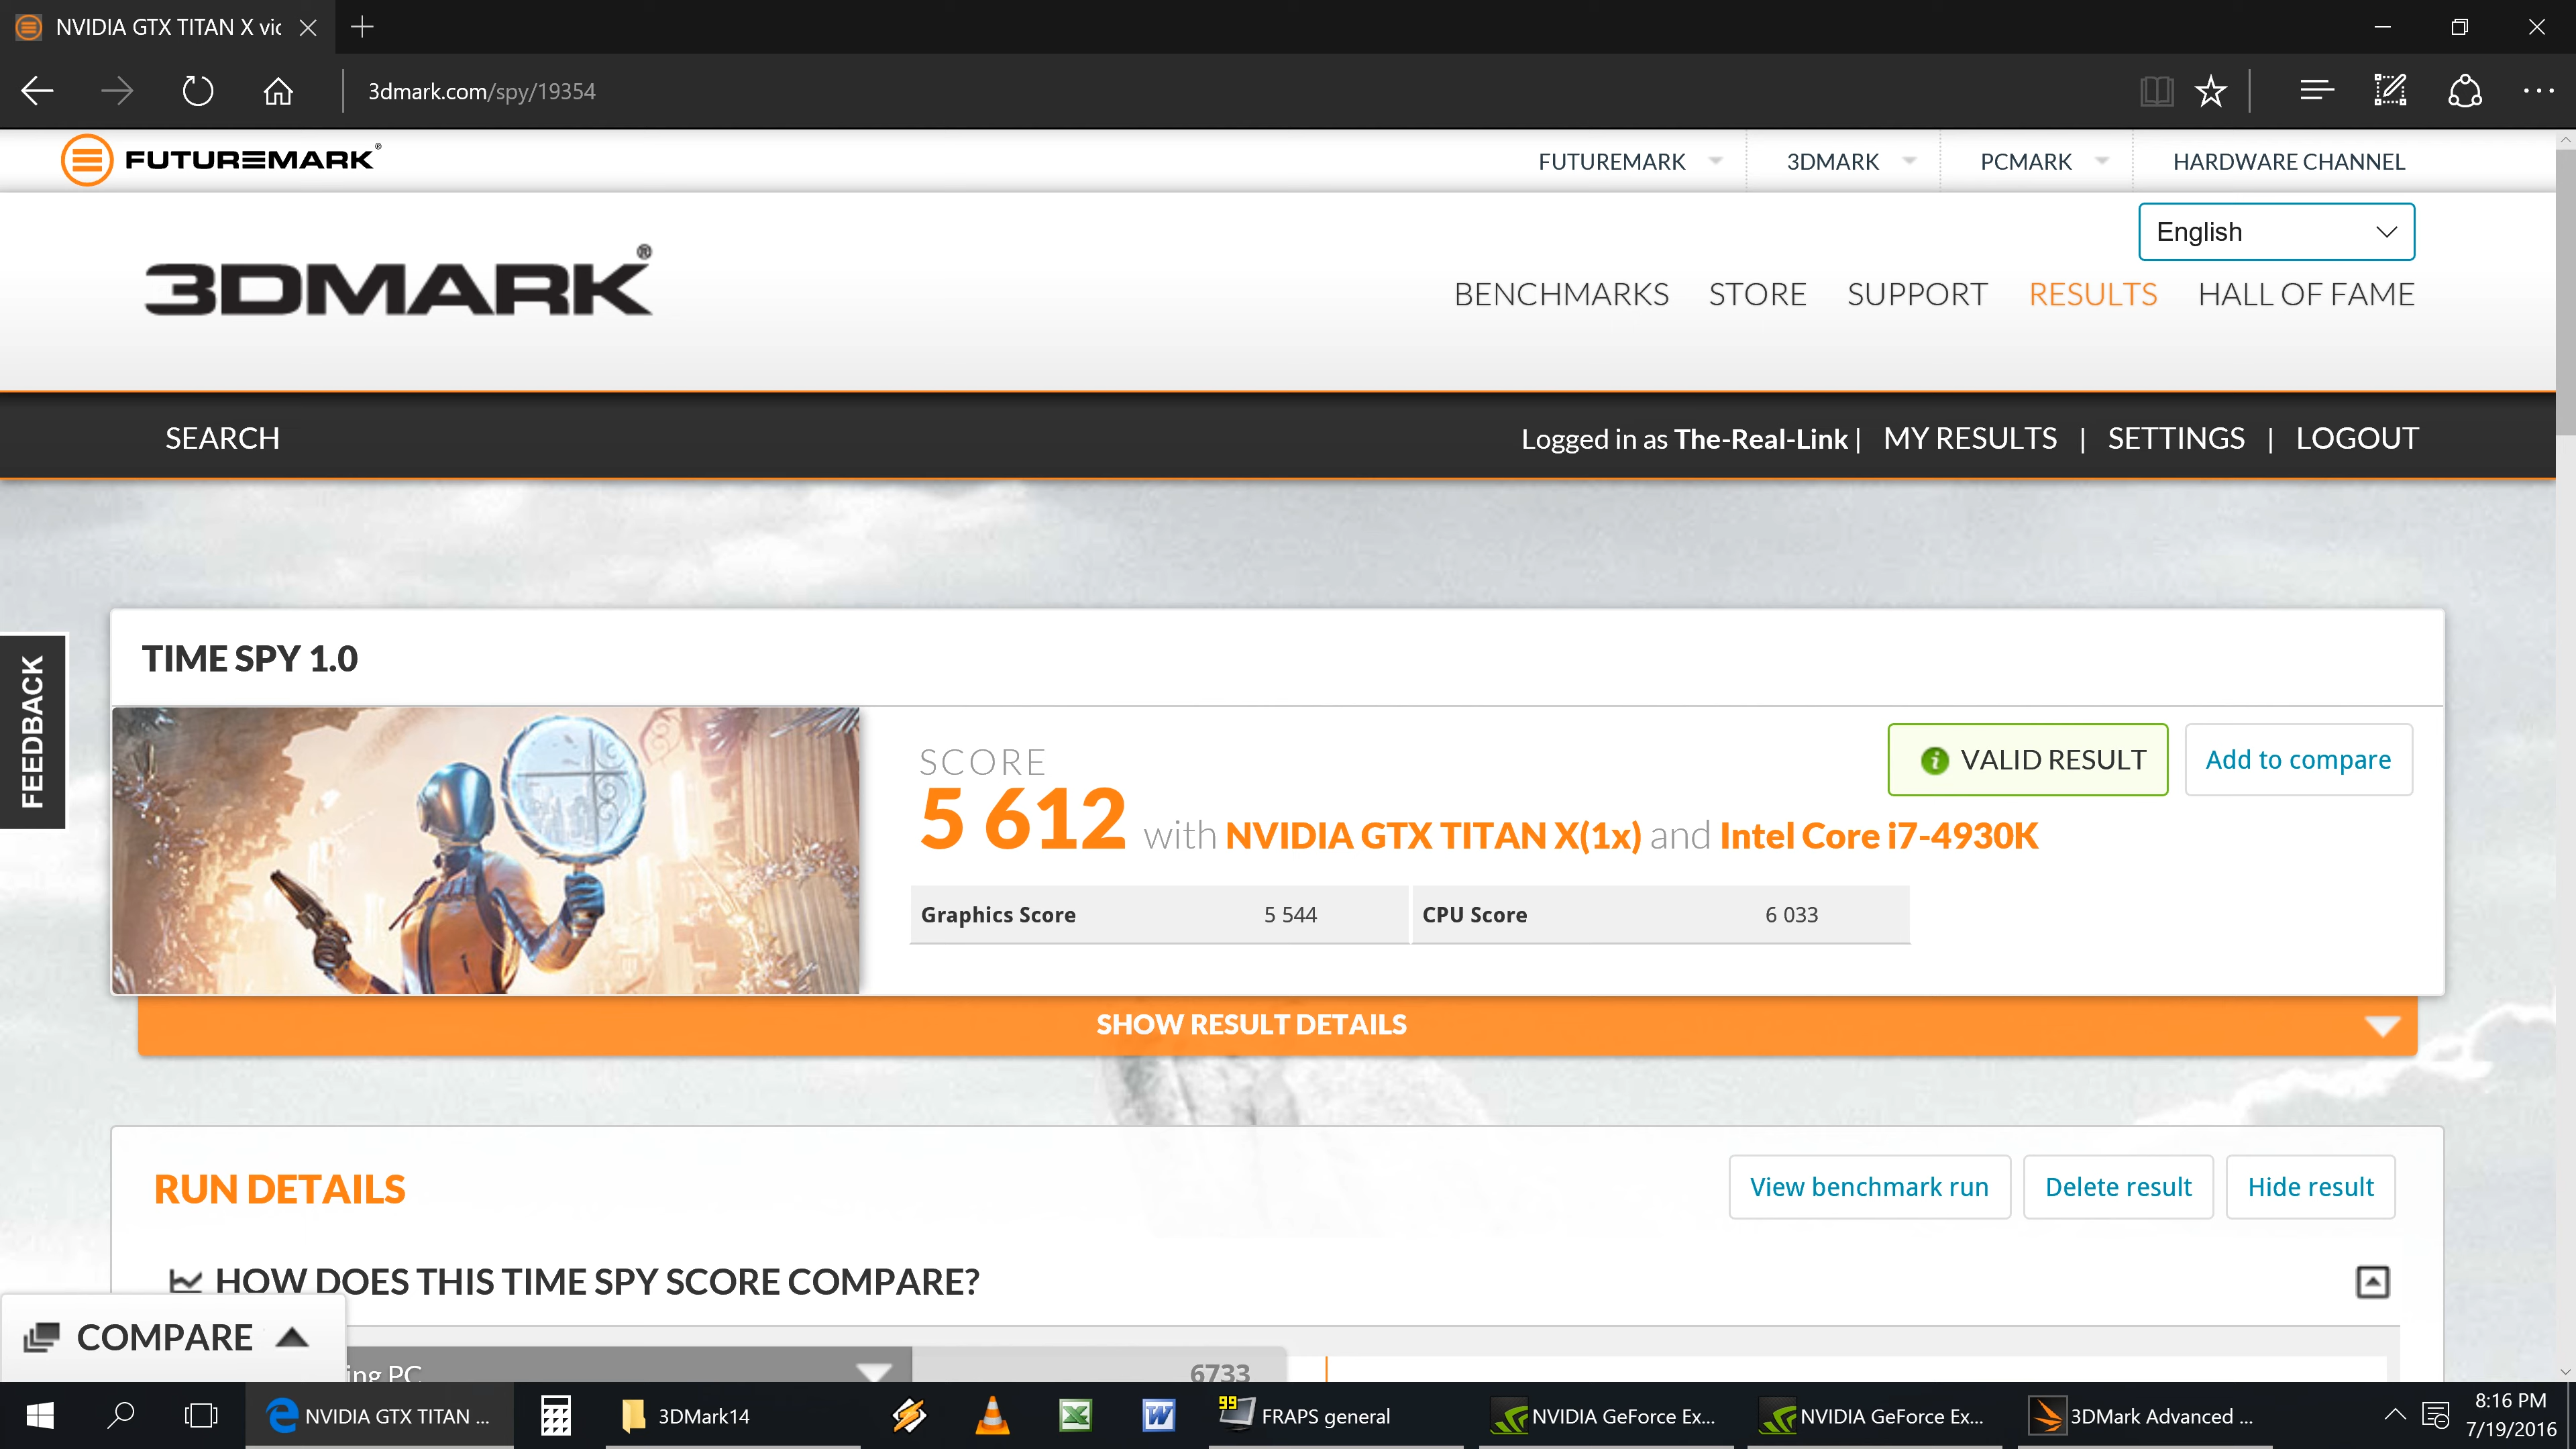 NVIDIA GTX TITAN X vic
3dmark.com/spy/19354
FUTUREMARK®
FUTUREMARK 3DMARK PCMARK HARDWARE CHANNEL
English
3DMARK®
BENCHMARKS STORE SUPPORT RESULTS HALL OF FAME
SEARCH
Logged in as The-Real-Link | MY RESULTS | SETTINGS | LOGOUT
FEEDBACK
TIME SPY 1.0
SCORE
VALID RESULT Add to compare
5 612 with NVIDIA GTX TITAN X(1x) and Intel Core i7-4930K
Graphics Score 5 544 CPU Score 6 033
SHOW RESULT DETAILS
RUN DETAILS
View benchmark run Delete result Hide result
HOW DOES THIS TIME SPY SCORE COMPARE?
COMPARE
ing PC 6733
NVIDIA GTX TITAN ... 3DMark14 99 FRAPS general NVIDIA GeForce Ex... NVIDIA GeForce Ex... 3DMark Advanced ...
8:16 PM
7/19/2016